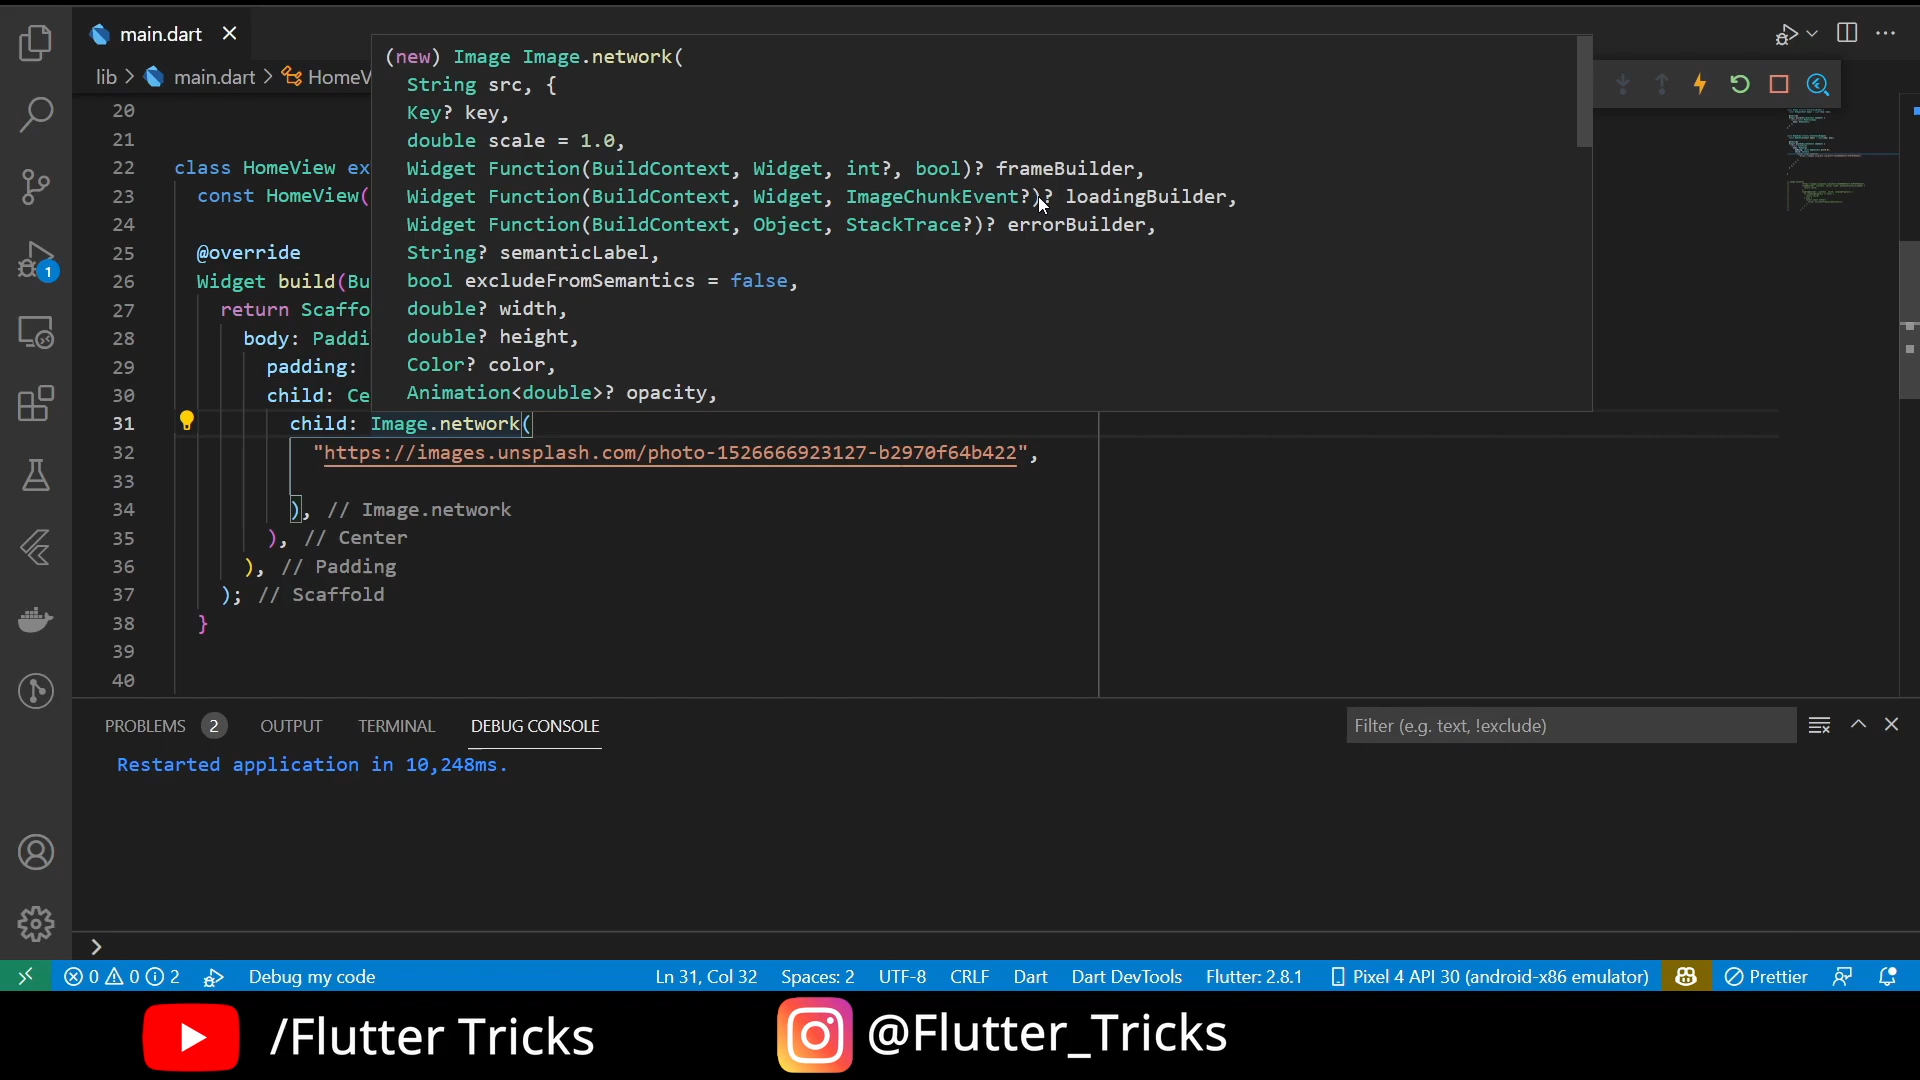 main.dart
lib > main.dart > HomeV
(new) Image Image.network(
String src, {
Key? key,
double scale = 1.0,
Widget Function(BuildContext, Widget, int?, bool)? frameBuilder,
Widget Function(BuildContext, Widget, ImageChunkEvent?)? loadingBuilder,
Widget Function(BuildContext, Object, StackTrace?)? errorBuilder,
String? semanticLabel,
bool excludeFromSemantics = false,
double? width,
double? height,
Color? color,
Animation<double>? opacity,
20
21
22 class HomeView ex
23 const HomeView(
24
25 @override
26 Widget build(Bu
27 return Scaffo
28 body: Paddi
29 padding:
30 child: Ce
31 child: Image.network(
32 "https://images.unsplash.com/photo-1526666923127-b2970f64b422",
33
34 ), // Image.network
35 ), // Center
36 ), // Padding
37 ); // Scaffold
38 }
39
40
1
PROBLEMS 2 OUTPUT TERMINAL DEBUG CONSOLE Filter (e.g. text, !exclude)
Restarted application in 10,248ms.
>
0 0 2 Debug my code Ln 31, Col 32 Spaces: 2 UTF-8 CRLF Dart Dart DevTools Flutter: 2.8.1 Pixel 4 API 30 (android-x86 emulator) Prettier
/Flutter Tricks @Flutter_Tricks